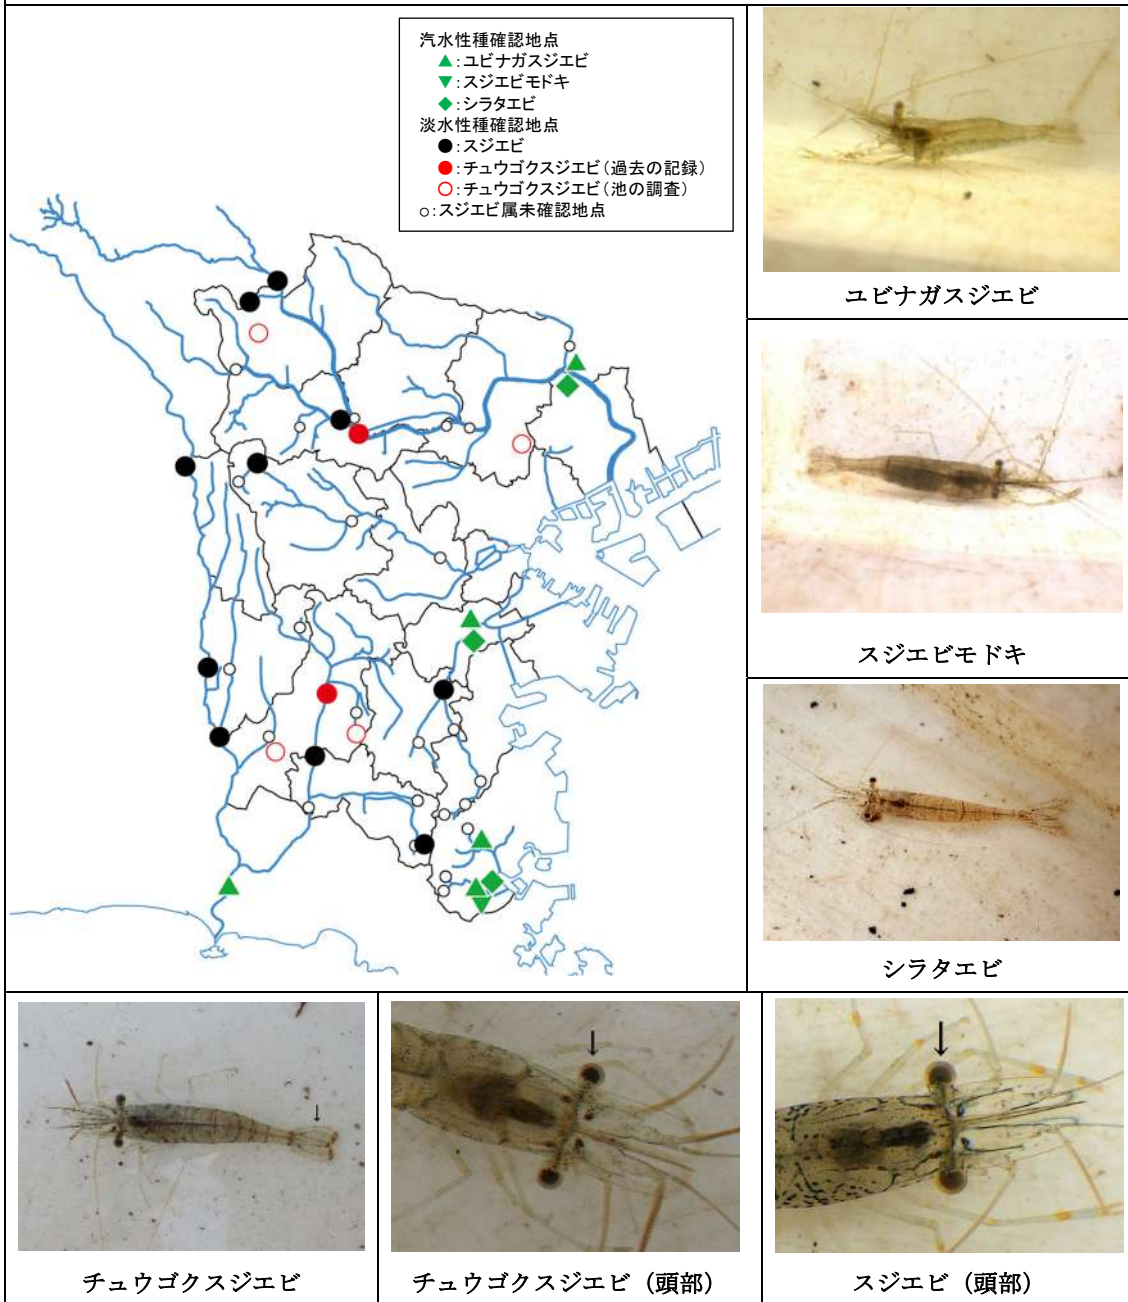 汽水性種確認地点
▲:ユビナガスジエビ
▼:スジエビモドキ
◆:シラタエビ
淡水性種確認地点
●:スジエビ
●:チュウゴクスジエビ(過去の記録)
○:チュウゴクスジエビ(池の調査)
○:スジエビ属未確認地点
ユビナガスジエビ
スジエビモドキ
シラタエビ
チュウゴクスジエビ
チュウゴクスジエビ（頭部）
スジエビ（頭部）